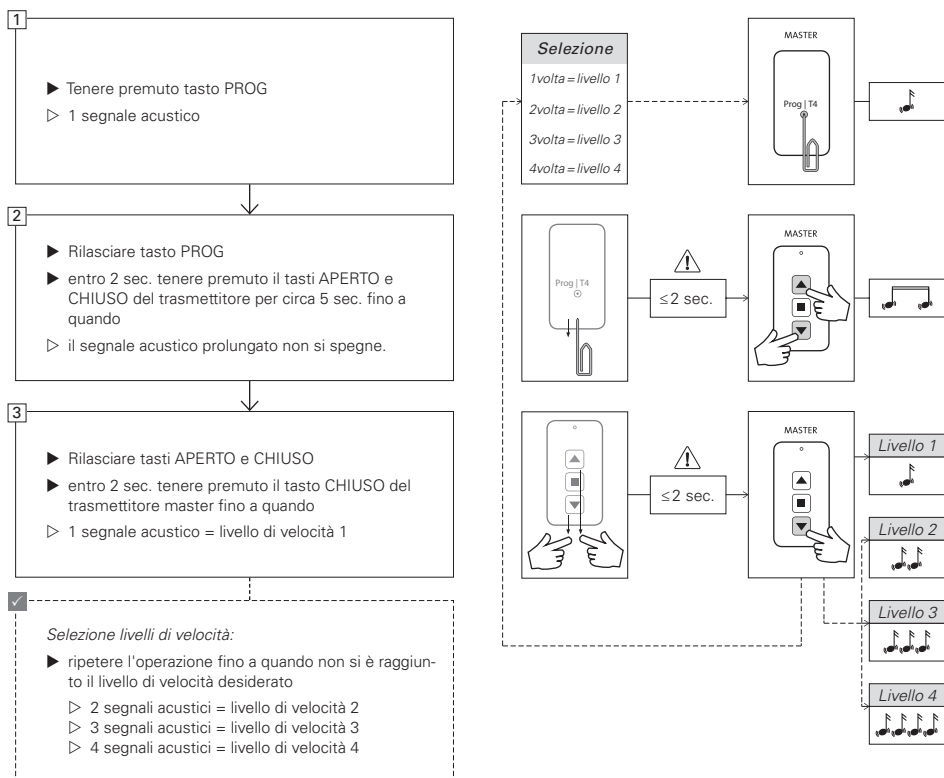 1
▶ Tenere premuto tasto PROG
▷ 1 segnale acustico
2
▶ Rilasciare tasto PROG
▶ entro 2 sec. tenere premuto il tasti APERTO e
CHIUSO del trasmettitore per circa 5 sec. fino a
quando
▷ il segnale acustico prolungato non si spegne.
3
▶ Rilasciare tasti APERTO e CHIUSO
▶ entro 2 sec. tenere premuto il tasto CHIUSO del
trasmettitore master fino a quando
▷ 1 segnale acustico = livello di velocità 1
Selezione livelli di velocità:
▶ ripetere l'operazione fino a quando non si è raggiun-
to il livello di velocità desiderato
▷ 2 segnali acustici = livello di velocità 2
▷ 3 segnali acustici = livello di velocità 3
▷ 4 segnali acustici = livello di velocità 4
Selezione
1volta = livello 1
2volta = livello 2
3volta = livello 3
4volta = livello 4
MASTER
Prog | T4
Prog | T4
≤2 sec.
MASTER
≤2 sec.
MASTER
Livello 1
Livello 2
Livello 3
Livello 4